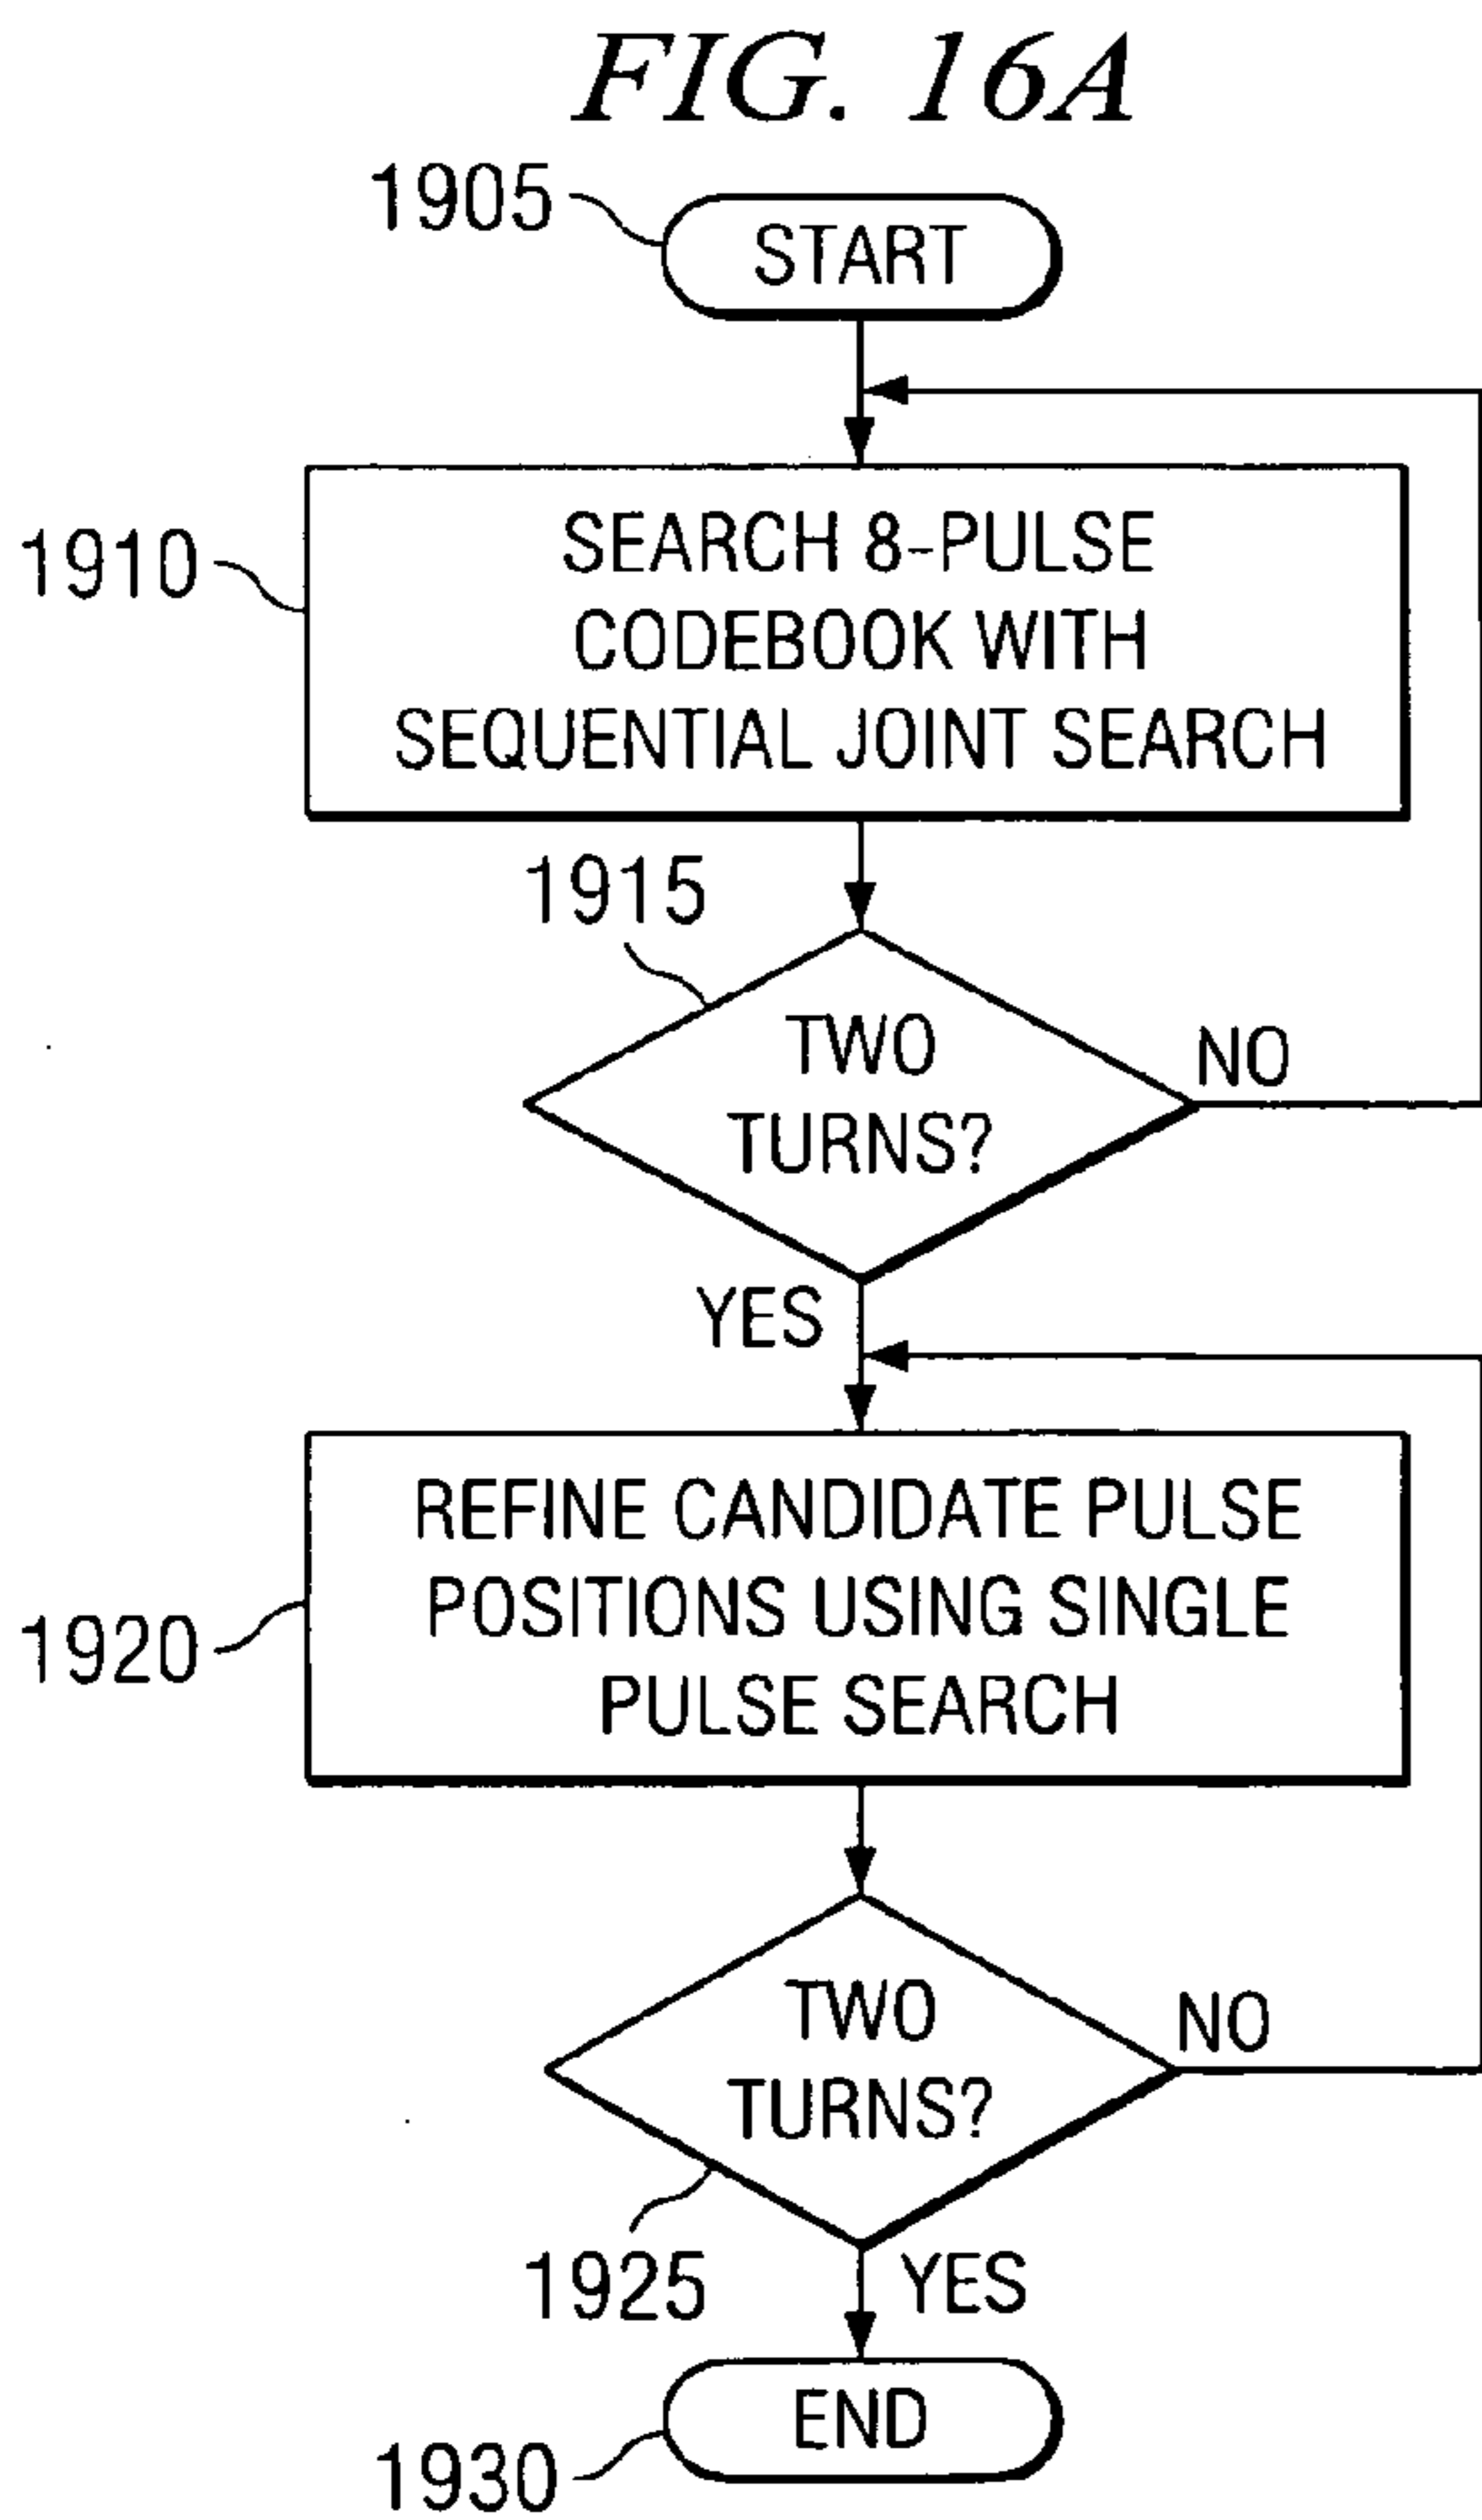 FIG. 16A
1905
START
1910
SEARCH 8-PULSE
CODEBOOK WITH
SEQUENTIAL JOINT SEARCH
1915
TWO
TURNS?
NO
YES
REFINE CANDIDATE PULSE
POSITIONS USING SINGLE
PULSE SEARCH
1920
TWO
TURNS?
NO
1925
YES
END
1930